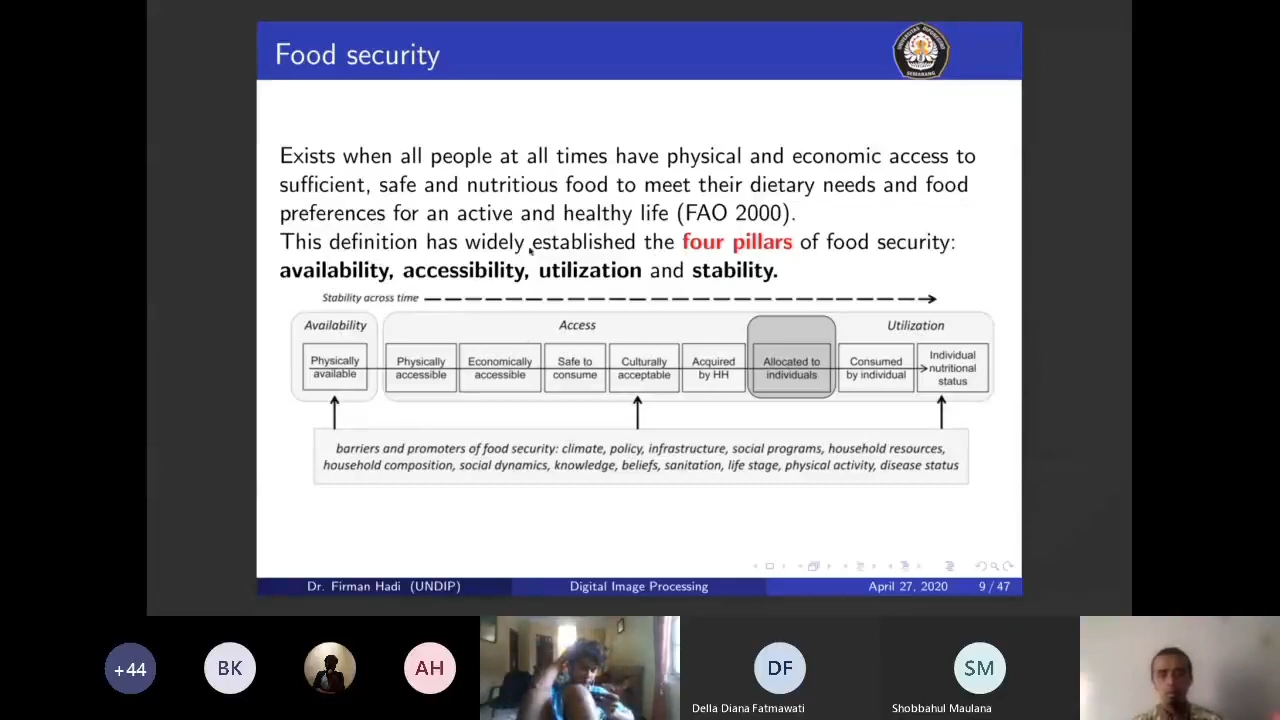 Food security
UNIVERSITAS DIPONEGORO
SEMARANG
Exists when all people at all times have physical and economic access to
sufficient, safe and nutritious food to meet their dietary needs and food
preferences for an active and healthy life (FAO 2000).
This definition has widely established the four pillars of food security:
availability, accessibility, utilization and stability.
Stability across time
Availability
Access
Utilization
Physically
available
Physically
accessible
Economically
accessible
Safe to
consume
Culturally
acceptable
Acquired
by HH
Allocated to
individuals
Consumed
by individual
Individual
nutritional
status
barriers and promoters of food security: climate, policy, infrastructure, social programs, household resources,
household composition, social dynamics, knowledge, beliefs, sanitation, life stage, physical activity, disease status
Dr. Firman Hadi (UNDIP)
Digital Image Processing
April 27, 2020
9 / 47
+44
BK
AH
DF
SM
Della Diana Fatmawati
Shobbahul Maulana